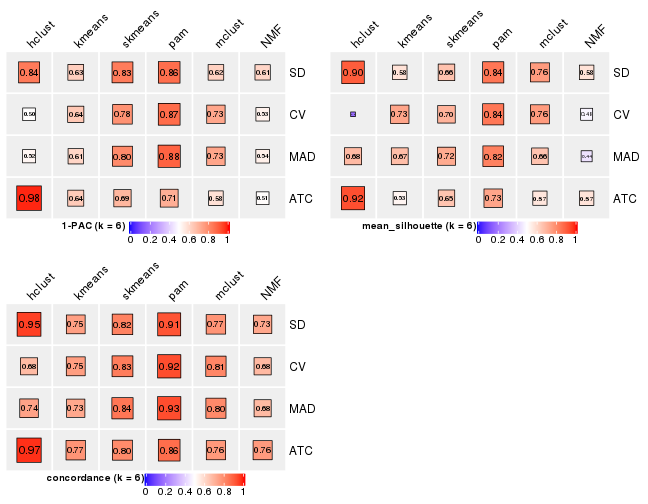 hclust kmeans skmeans pam mclust NMF
0.84 0.63 0.83 0.86 0.62 0.61 SD
0.50 0.64 0.78 0.87 0.73 0.53 CV
0.52 0.61 0.80 0.88 0.73 0.54 MAD
0.98 0.64 0.69 0.71 0.58 0.51 ATC
1-PAC (k = 6)
0 0.2 0.4 0.6 0.8 1
hclust kmeans skmeans pam mclust NMF
0.90 0.58 0.66 0.84 0.76 0.58 SD
0.73 0.70 0.84 0.76 CV
0.68 0.67 0.72 0.82 0.66 0.44 MAD
0.92 0.53 0.65 0.73 0.57 0.57 ATC
mean_silhouette (k = 6)
0 0.2 0.4 0.6 0.8 1
hclust kmeans skmeans pam mclust NMF
0.95 0.75 0.82 0.91 0.77 0.73 SD
0.68 0.75 0.83 0.92 0.81 0.68 CV
0.74 0.73 0.84 0.93 0.80 0.68 MAD
0.97 0.77 0.80 0.86 0.76 0.76 ATC
concordance (k = 6)
0 0.2 0.4 0.6 0.8 1